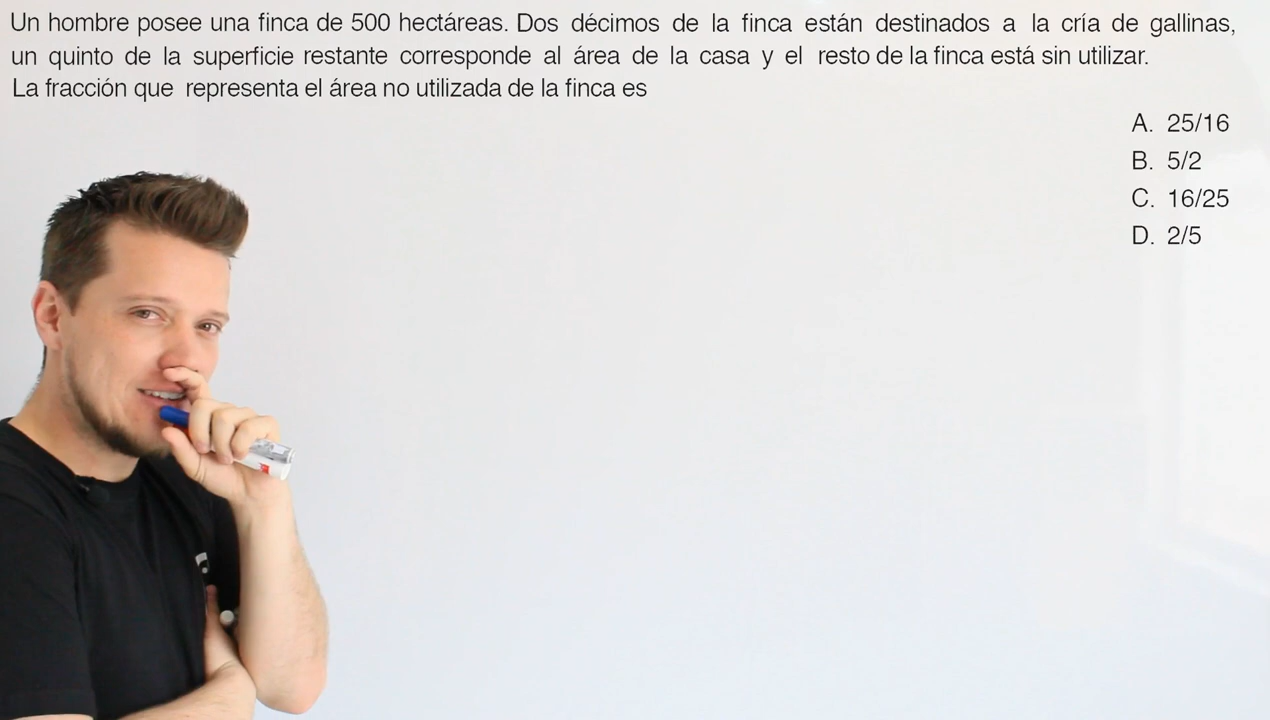 Un hombre posee una finca de 500 hectáreas. Dos décimos de la finca están destinados a la cría de gallinas,
un quinto de la superficie restante corresponde al área de la casa y el resto de la finca está sin utilizar.
La fracción que representa el área no utilizada de la finca es
A. 25/16
B. 5/2
C. 16/25
D. 2/5